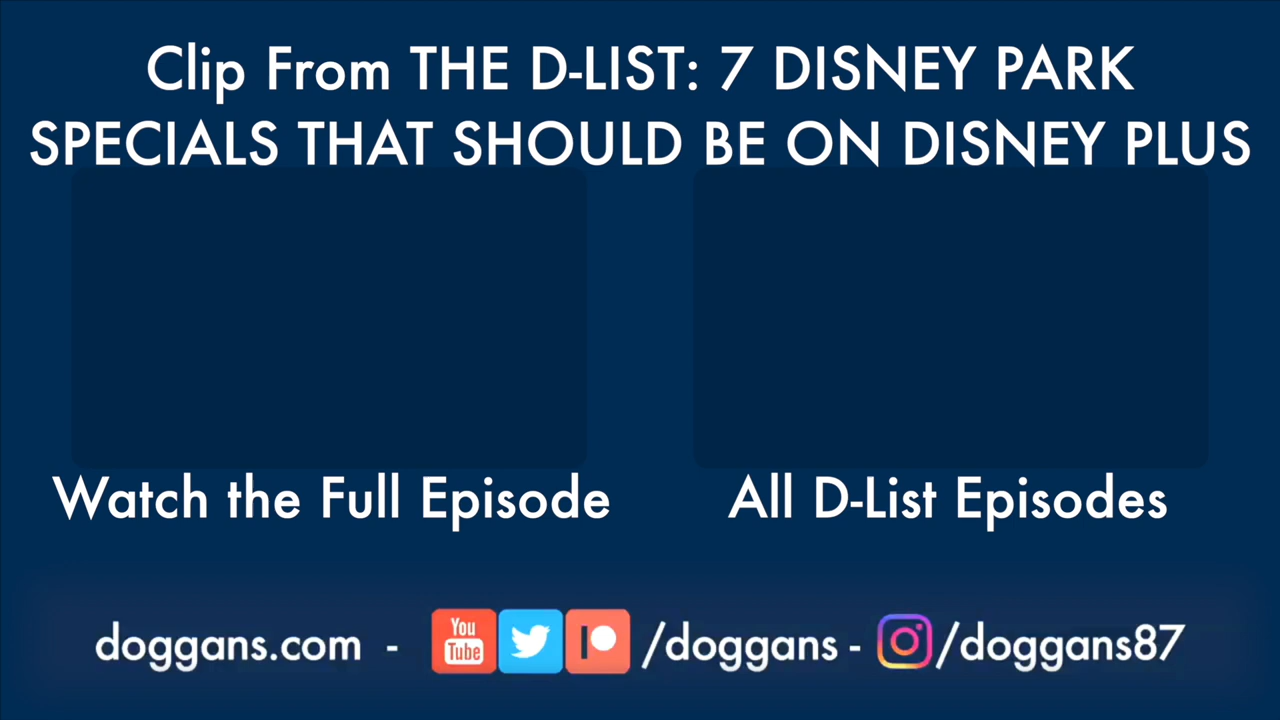 Clip From THE D-LIST: 7 DISNEY PARK
SPECIALS THAT SHOULD BE ON DISNEY PLUS
Watch the Full Episode
All D-List Episodes
doggans.com - You Tube /doggans - /doggans87